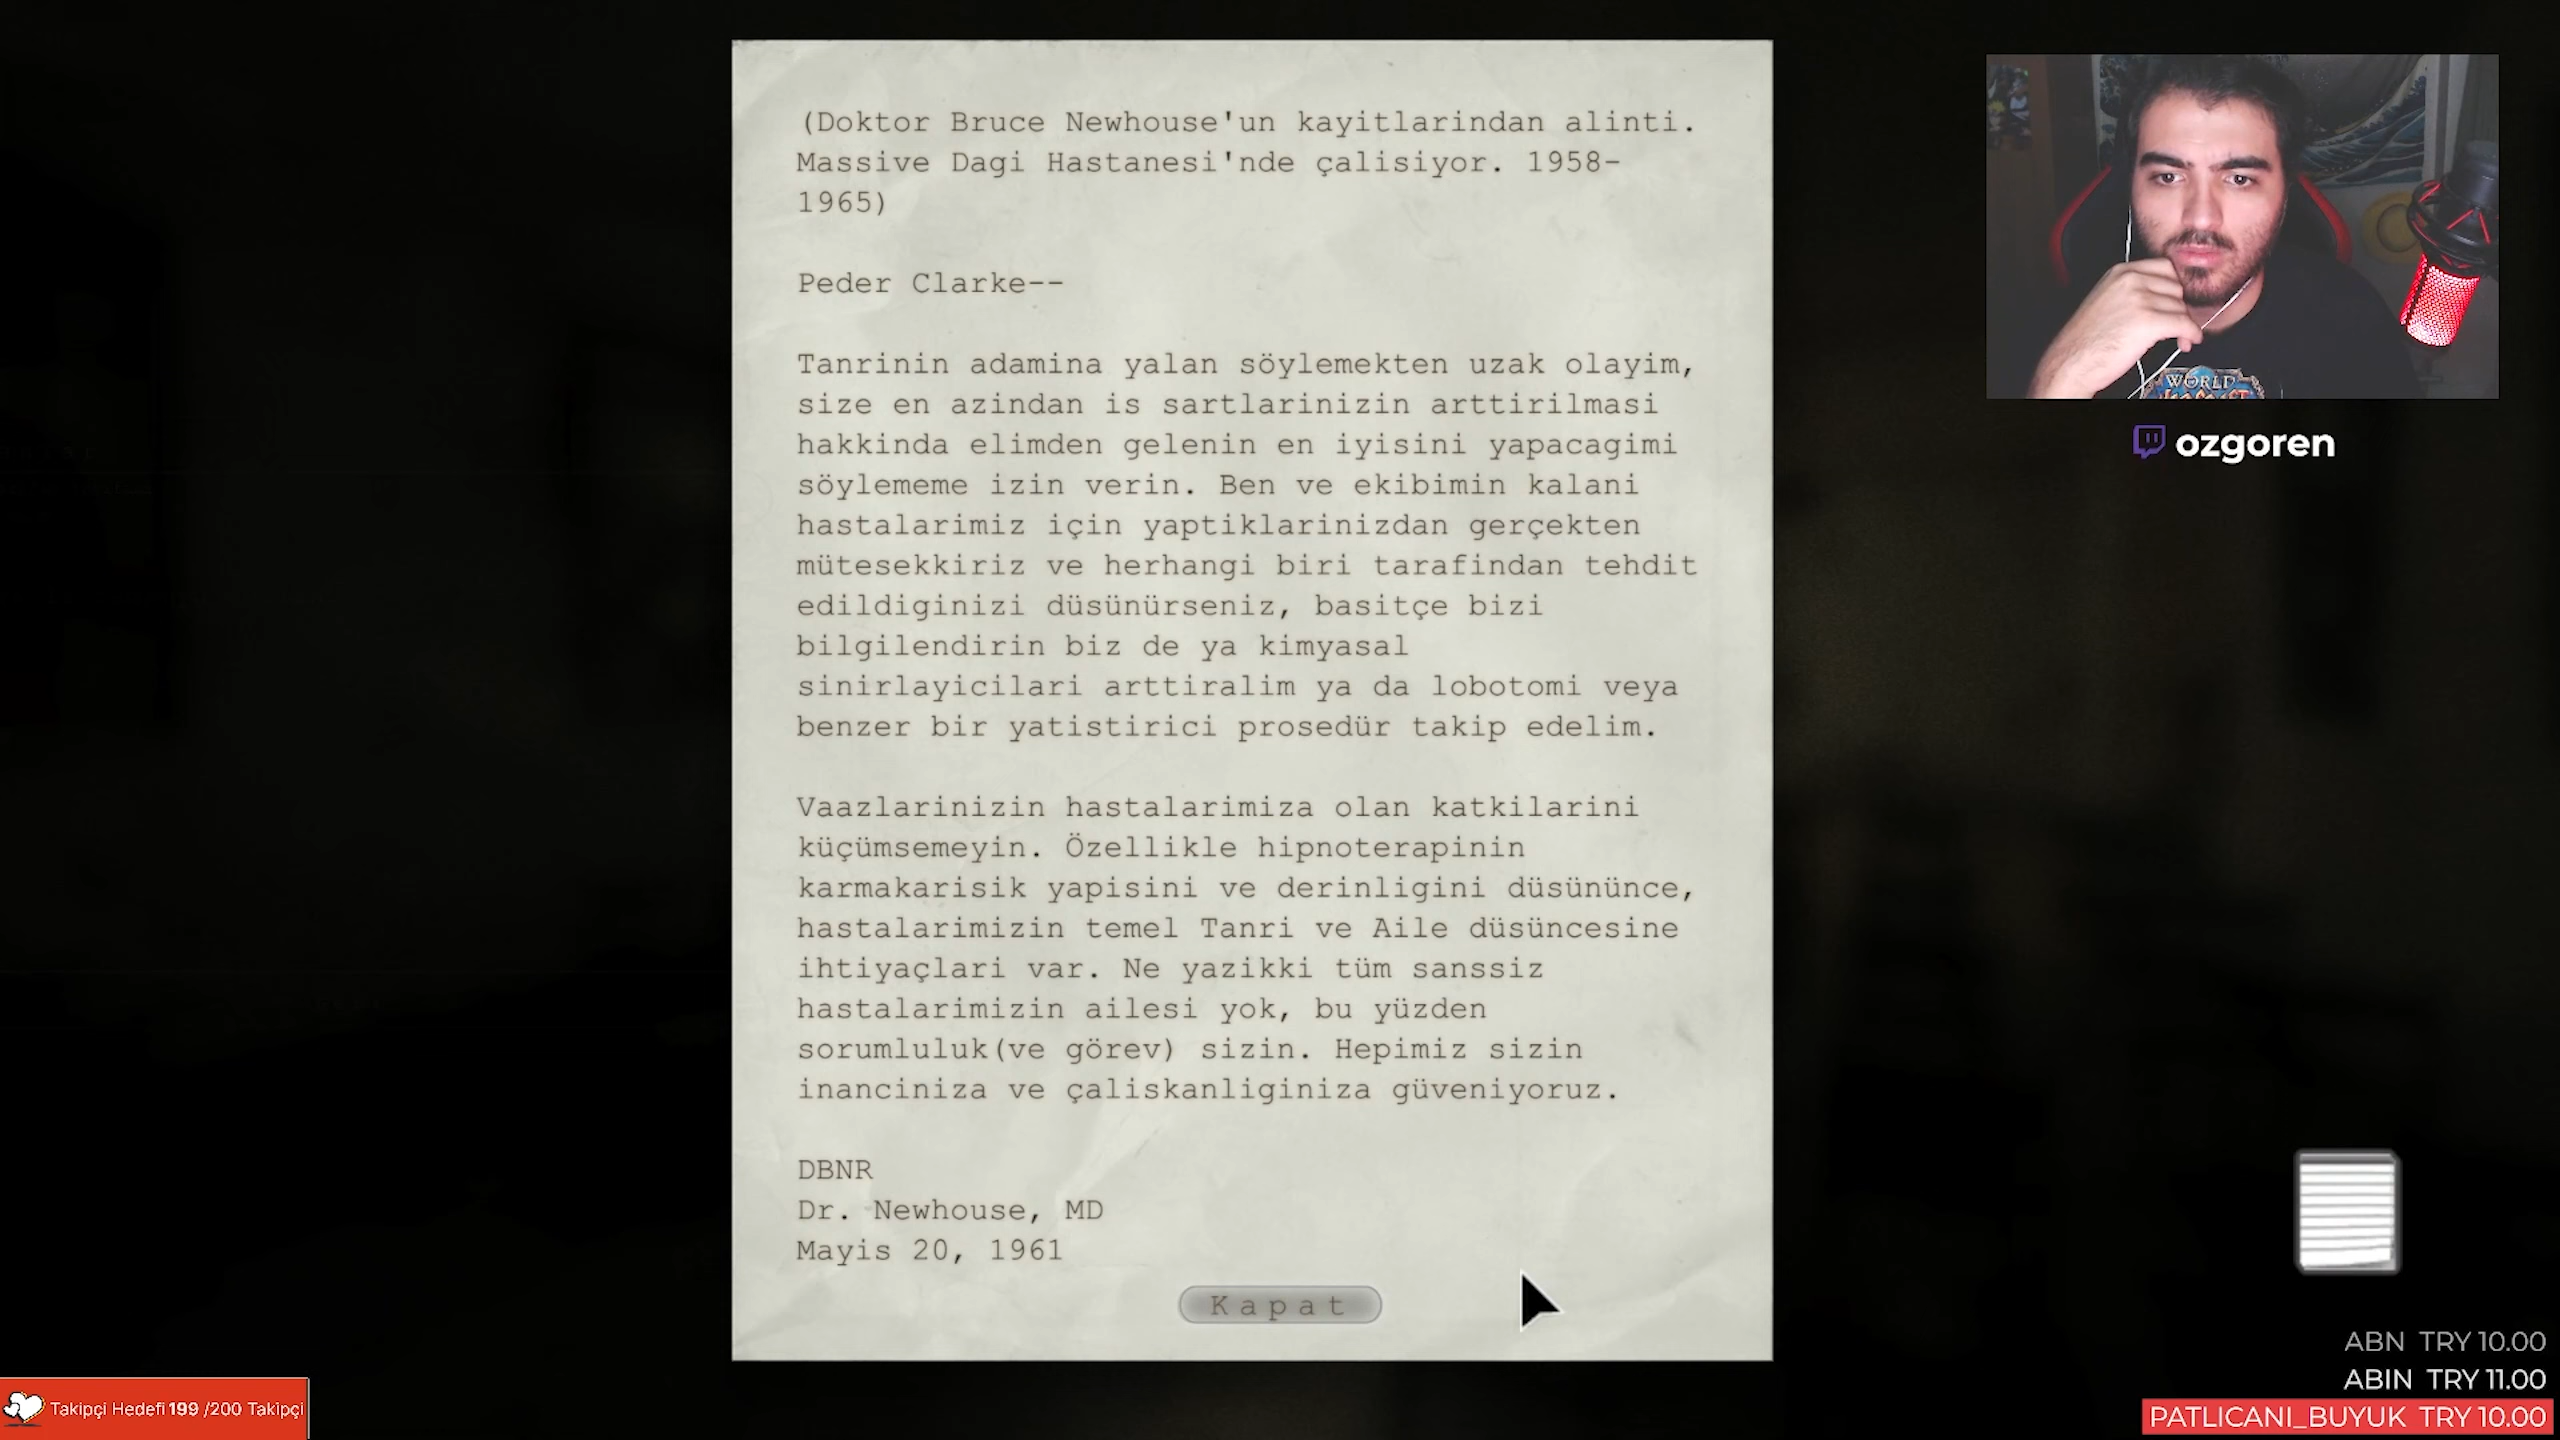 (Doktor Bruce Newhouse'un kayitlarindan alinti.
Massive Dagi Hastanesi'nde çalisiyor. 1958-
1965)
Peder Clarke--
Tanrinin adamina yalan söylemekten uzak olayim,
size en azindan is sartlarinizin arttirilmasi
hakkinda elimden gelenin en iyisini yapacagimi
söylememe izin verin. Ben ve ekibimin kalani
hastalarimiz için yaptiklarinizdan gerçekten
mütesekkiriz ve herhangi biri tarafindan tehdit
edildiginizi düsünürseniz, basitçe bizi
bilgilendirin biz de ya kimyasal
sinirlayicilari arttiralim ya da lobotomi veya
benzer bir yatistirici prosedür takip edelim.
Vaazlarinizin hastalarimiza olan katkilarini
küçümsemeyin. Özellikle hipnoterapinin
karmakarisik yapisini ve derinligini düsününce,
hastalarimizin temel Tanri ve Aile düsüncesine
ihtiyaçlari var. Ne yazikki tüm sanssiz
hastalarimizin ailesi yok, bu yüzden
sorumluluk(ve görev) sizin. Hepimiz sizin
inanciniza ve çaliskanliginiza güveniyoruz.
DBNR
Dr. Newhouse, MD
Mayis 20, 1961
Kapat
WORLD
ozgoren
ABN TRY 10.00
ABIN TRY 11.00
PATLICANI_BUYUK TRY 10.00
Takipçi Hedefi 199 /200 Takipçi